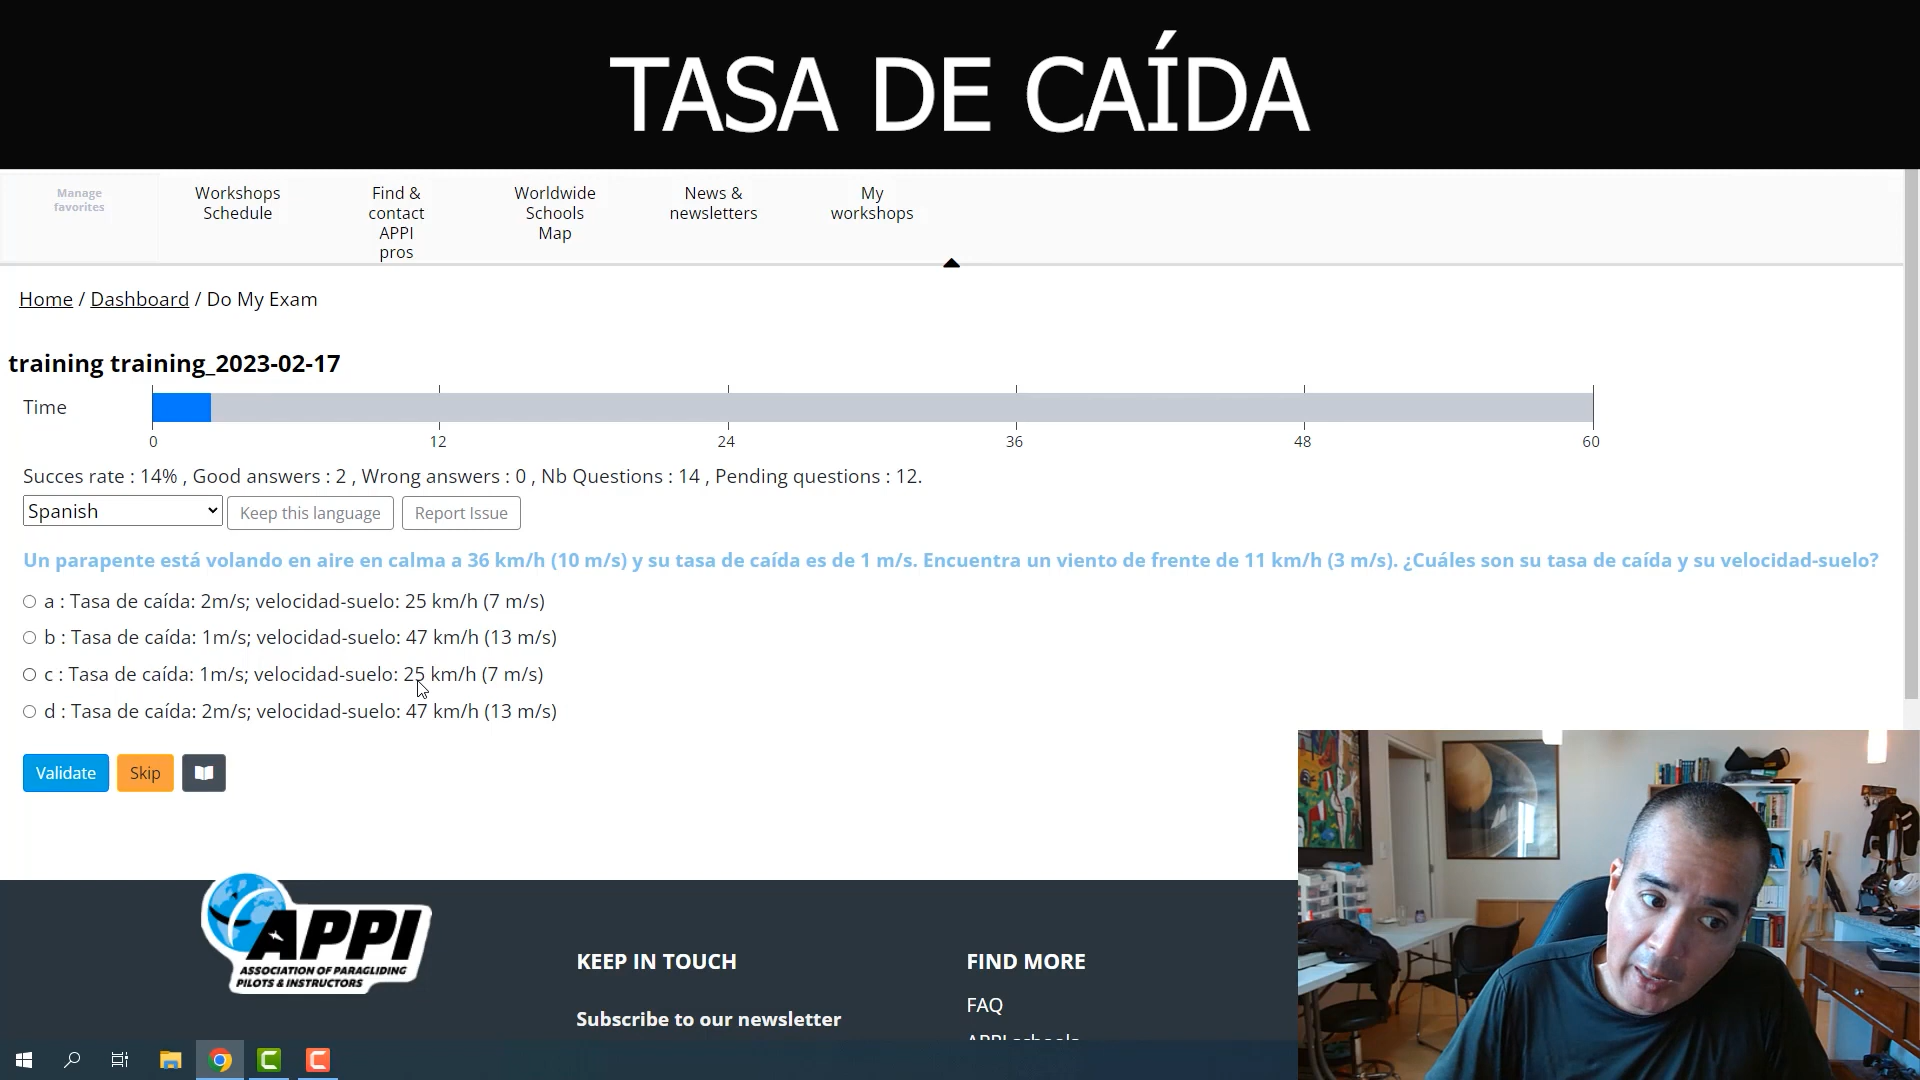 TASA DE CAÍDA
Manage
favorites
Workshops
Schedule
Find &
contact
APPI
pros
Worldwide
Schools
Map
News &
newsletters
My
workshops
Home / Dashboard / Do My Exam
training training_2023-02-17
Time
0 12 24 36 48 60
Succes rate : 14% , Good answers : 2 , Wrong answers : 0 , Nb Questions : 14 , Pending questions : 12.
Spanish Keep this language Report Issue
Un parapente está volando en aire en calma a 36 km/h (10 m/s) y su tasa de caída es de 1 m/s. Encuentra un viento de frente de 11 km/h (3 m/s). ¿Cuáles son su tasa de caída y su velocidad-suelo?
a : Tasa de caída: 2m/s; velocidad-suelo: 25 km/h (7 m/s)
b : Tasa de caída: 1m/s; velocidad-suelo: 47 km/h (13 m/s)
c : Tasa de caída: 1m/s; velocidad-suelo: 25 km/h (7 m/s)
d : Tasa de caída: 2m/s; velocidad-suelo: 47 km/h (13 m/s)
Validate Skip
APPI
ASSOCIATION OF PARAGLIDING
PILOTS & INSTRUCTORS
KEEP IN TOUCH
Subscribe to our newsletter
FIND MORE
FAQ
APPI schools